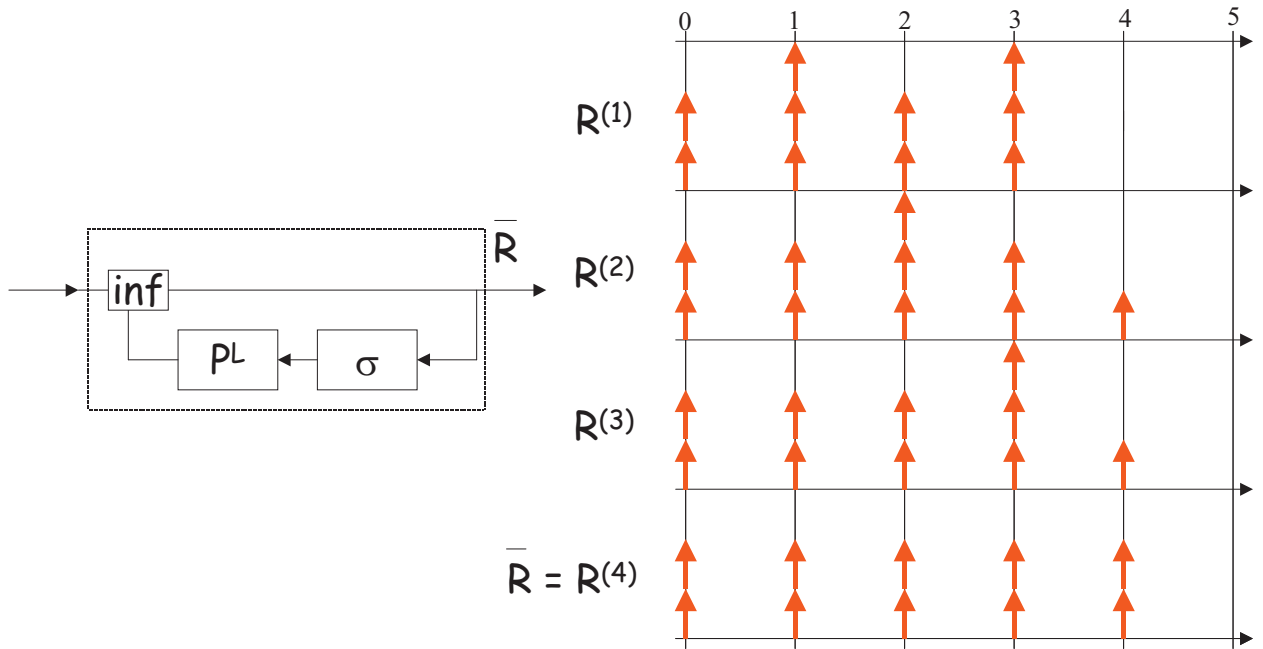 0 1 2 3 4 5
R(1)
R̅
inf
R(2)
PL
σ
R(3)
R̅ = R(4)